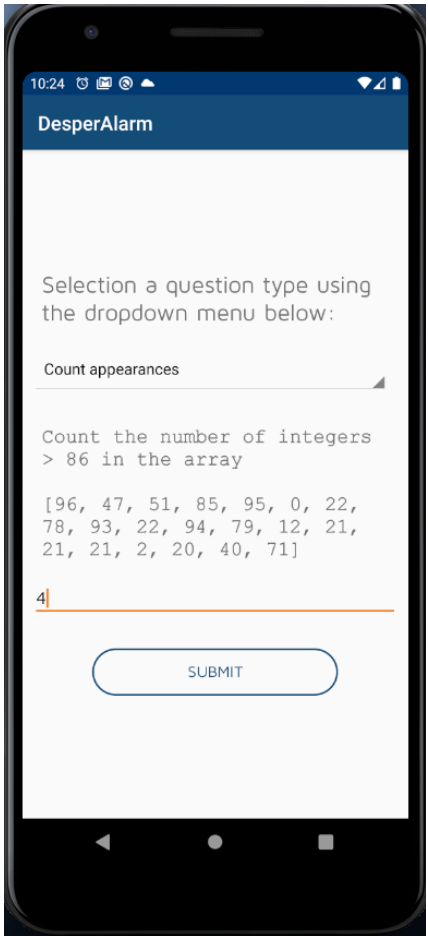 10:24
DesperAlarm
Selection a question type using
the dropdown menu below:
Count appearances
Count the number of integers
> 86 in the array
[96, 47, 51, 85, 95, 0, 22,
78, 93, 22, 94, 79, 12, 21,
21, 21, 2, 20, 40, 71]
4
SUBMIT